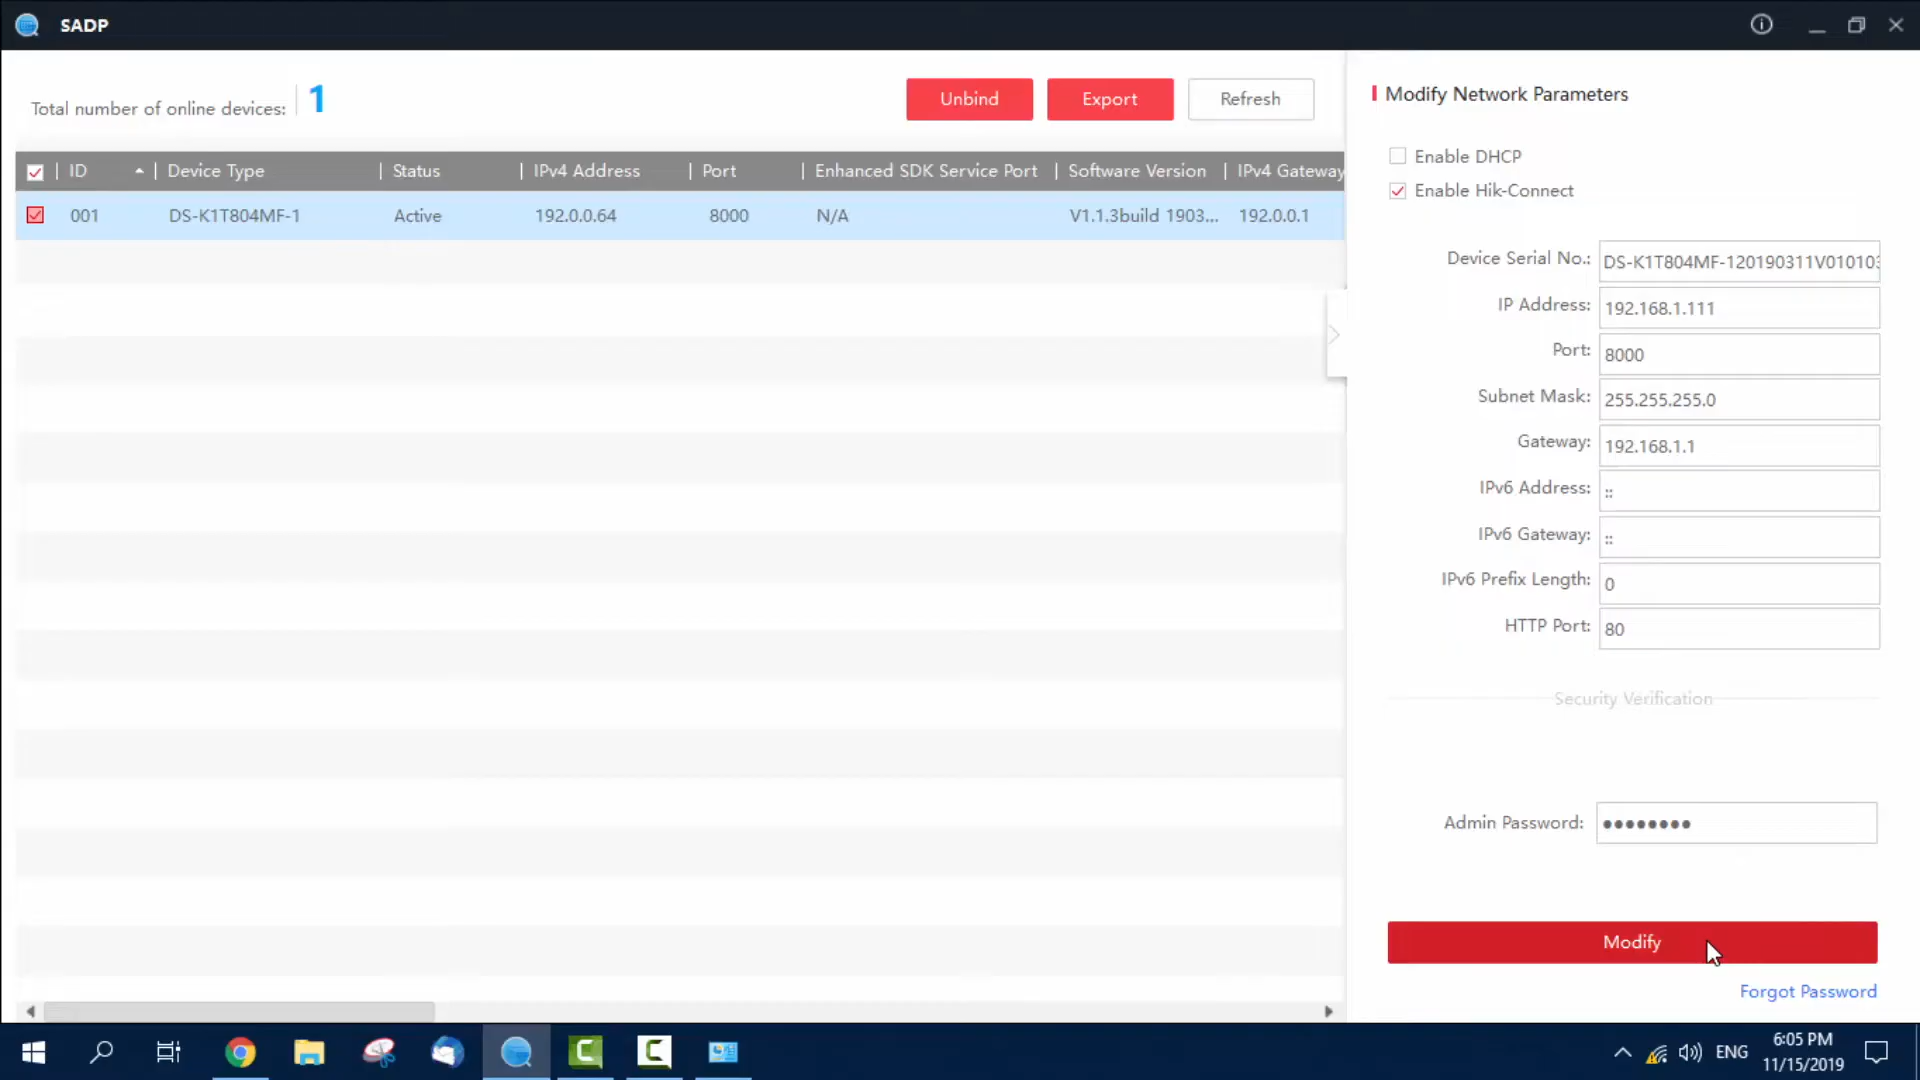 SADP
Total number of online devices: 1
Unbind
Export
Refresh
ID Device Type Status IPv4 Address Port Enhanced SDK Service Port Software Version IPv4 Gateway
001 DS-K1T804MF-1 Active 192.0.0.64 8000 N/A V1.1.3build 1903... 192.0.0.1
Modify Network Parameters
Enable DHCP
Enable Hik-Connect
Device Serial No.: DS-K1T804MF-120190311V010103
IP Address: 192.168.1.111
Port: 8000
Subnet Mask: 255.255.255.0
Gateway: 192.168.1.1
IPv6 Address: ::
IPv6 Gateway: ::
IPv6 Prefix Length: 0
HTTP Port: 80
Security Verification
Admin Password: ●●●●●●●●
Modify
Forgot Password
ENG
6:05 PM
11/15/2019